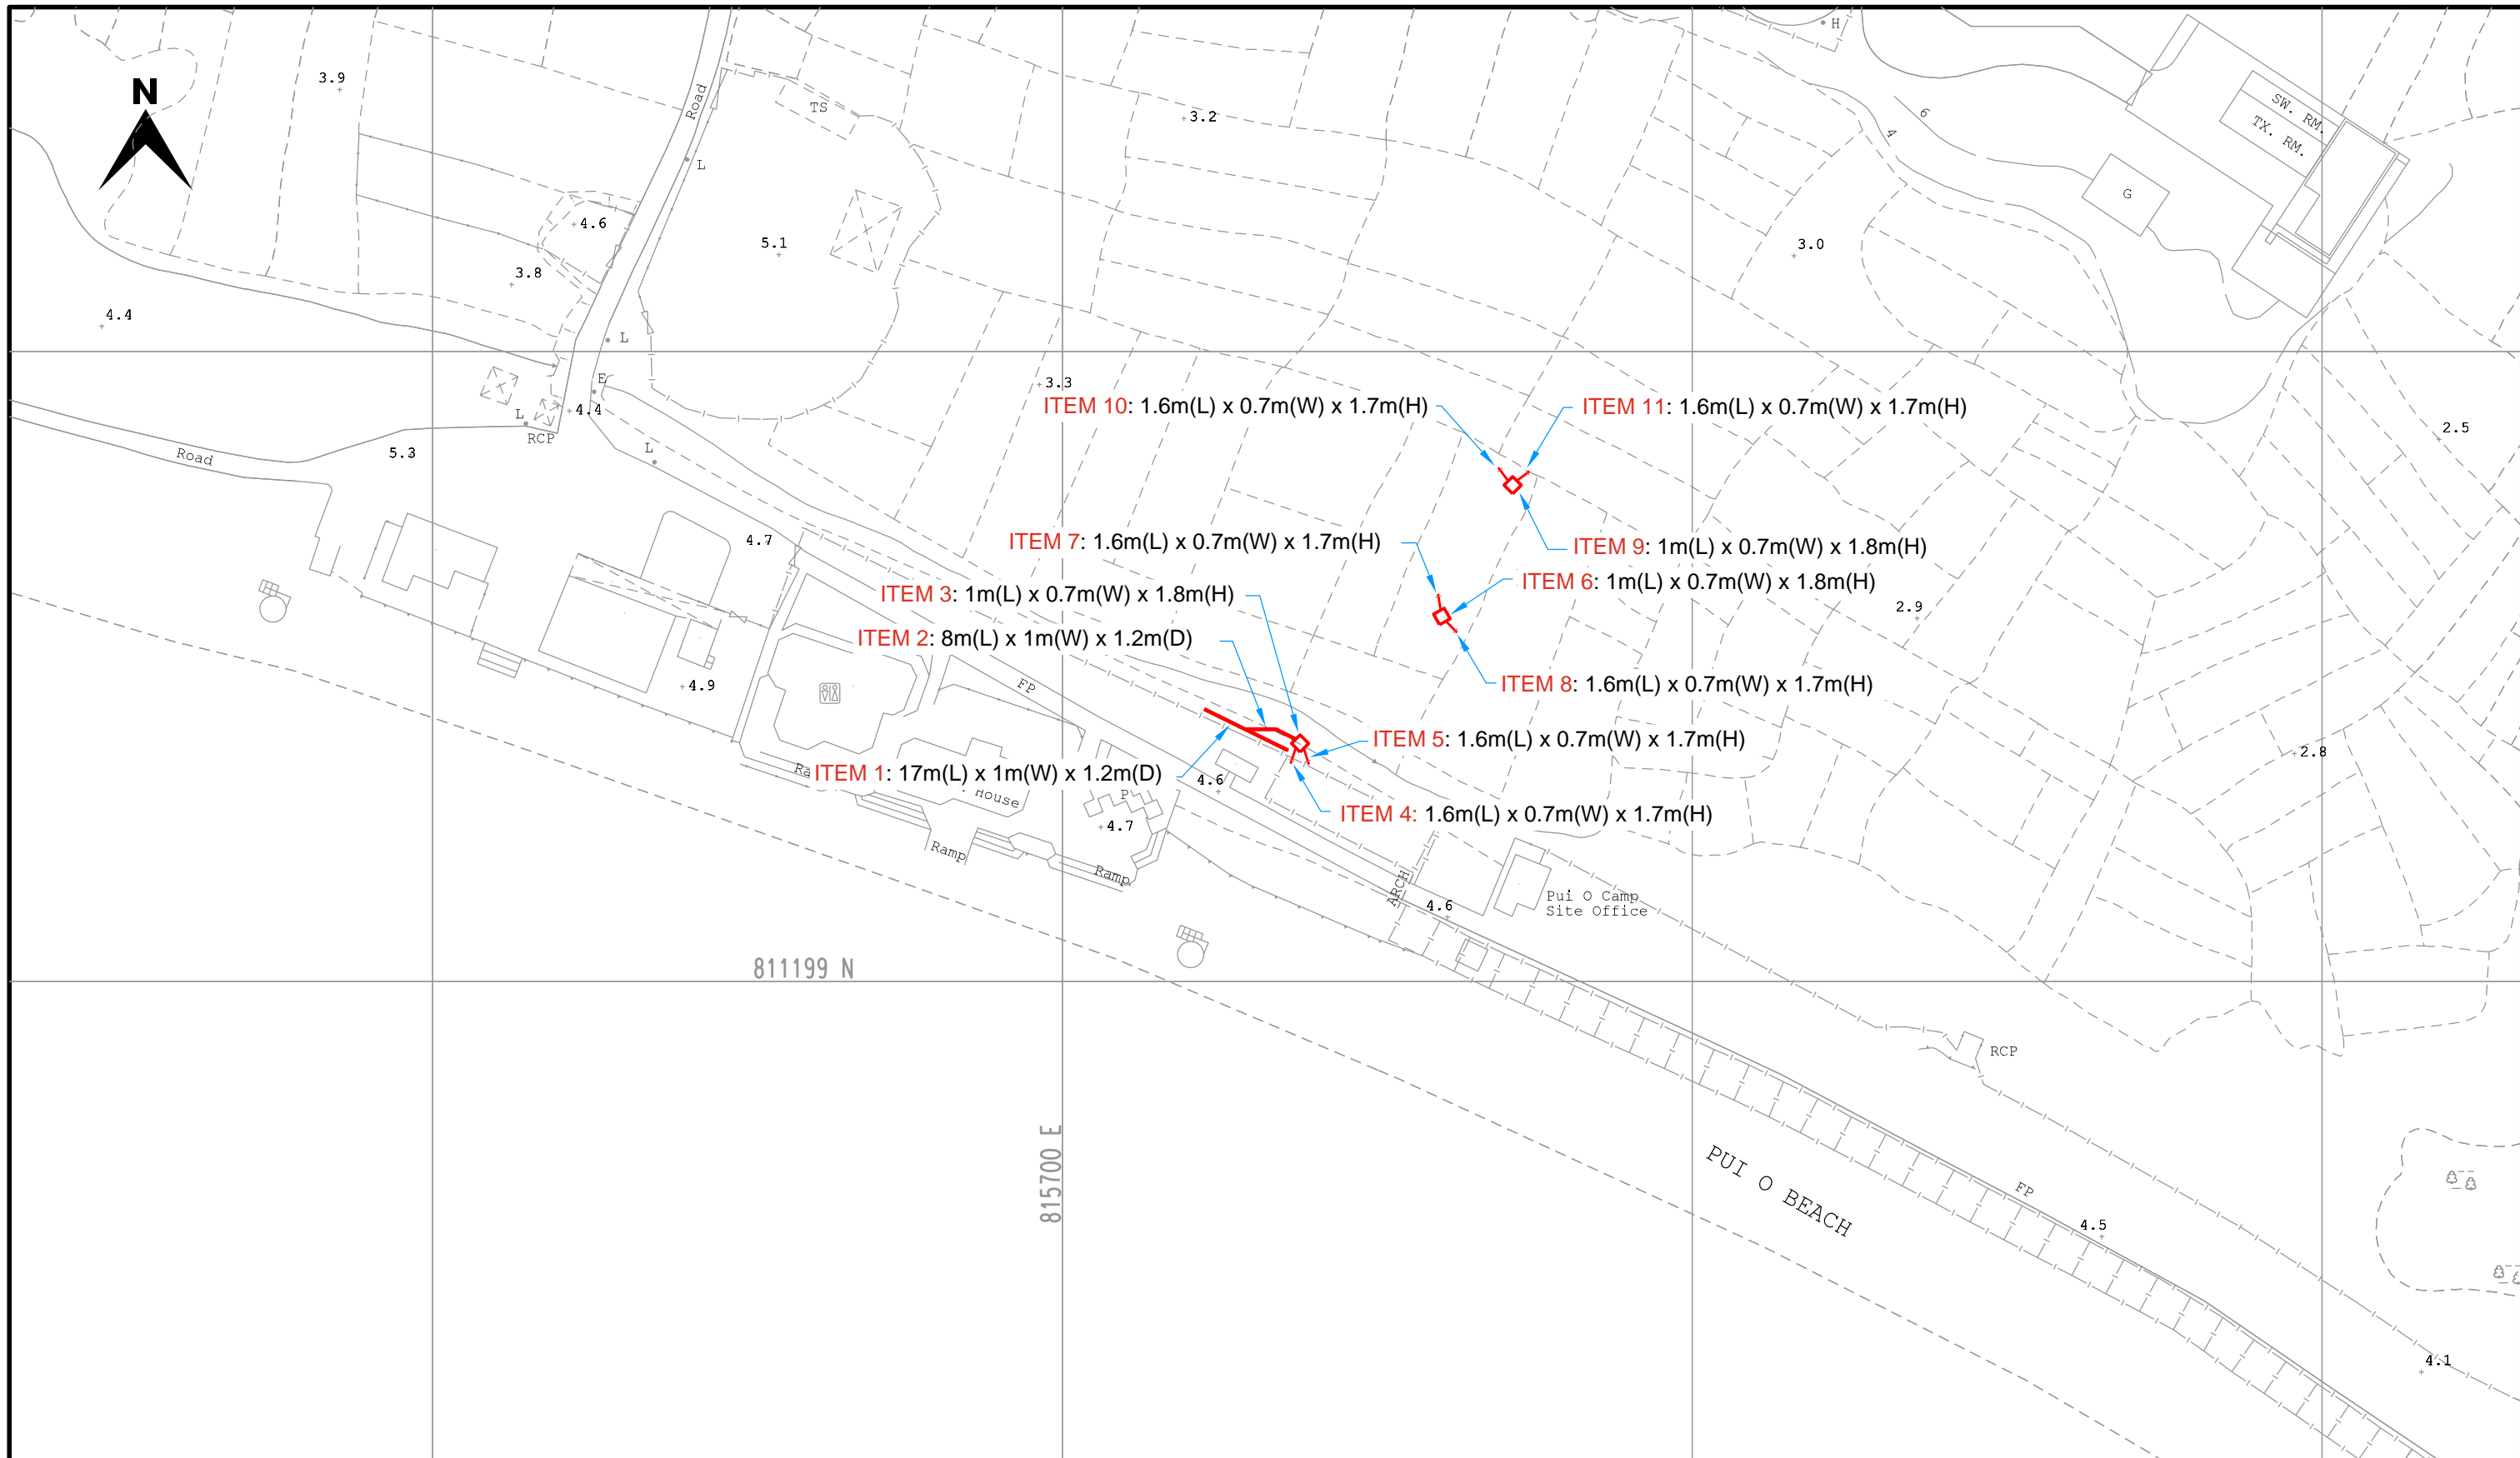 H
3.9
N
Road
TS
3.2
6
4
SW. RM.
TX. RM.
L
G
4.6
5.1
3.0
3.8
4.4
L
E
3.3
4.4
L
RCP
ITEM 10: 1.6m(L) x 0.7m(W) x 1.7m(H)
ITEM 11: 1.6m(L) x 0.7m(W) x 1.7m(H)
2.5
Road
5.3
L
4.7
ITEM 7: 1.6m(L) x 0.7m(W) x 1.7m(H)
ITEM 9: 1m(L) x 0.7m(W) x 1.8m(H)
ITEM 6: 1m(L) x 0.7m(W) x 1.8m(H)
ITEM 3: 1m(L) x 0.7m(W) x 1.8m(H)
2.9
ITEM 2: 8m(L) x 1m(W) x 1.2m(D)
4.9
FP
ITEM 8: 1.6m(L) x 0.7m(W) x 1.7m(H)
ITEM 5: 1.6m(L) x 0.7m(W) x 1.7m(H)
2.8
ITEM 1: 17m(L) x 1m(W) x 1.2m(D)
4.6
House
P
4.7
ITEM 4: 1.6m(L) x 0.7m(W) x 1.7m(H)
Ramp
Ramp
ARCH
4.6
Pui O Camp
Site Office
811199 N
RCP
815700 E
PUI O BEACH
FP
4.5
4.1